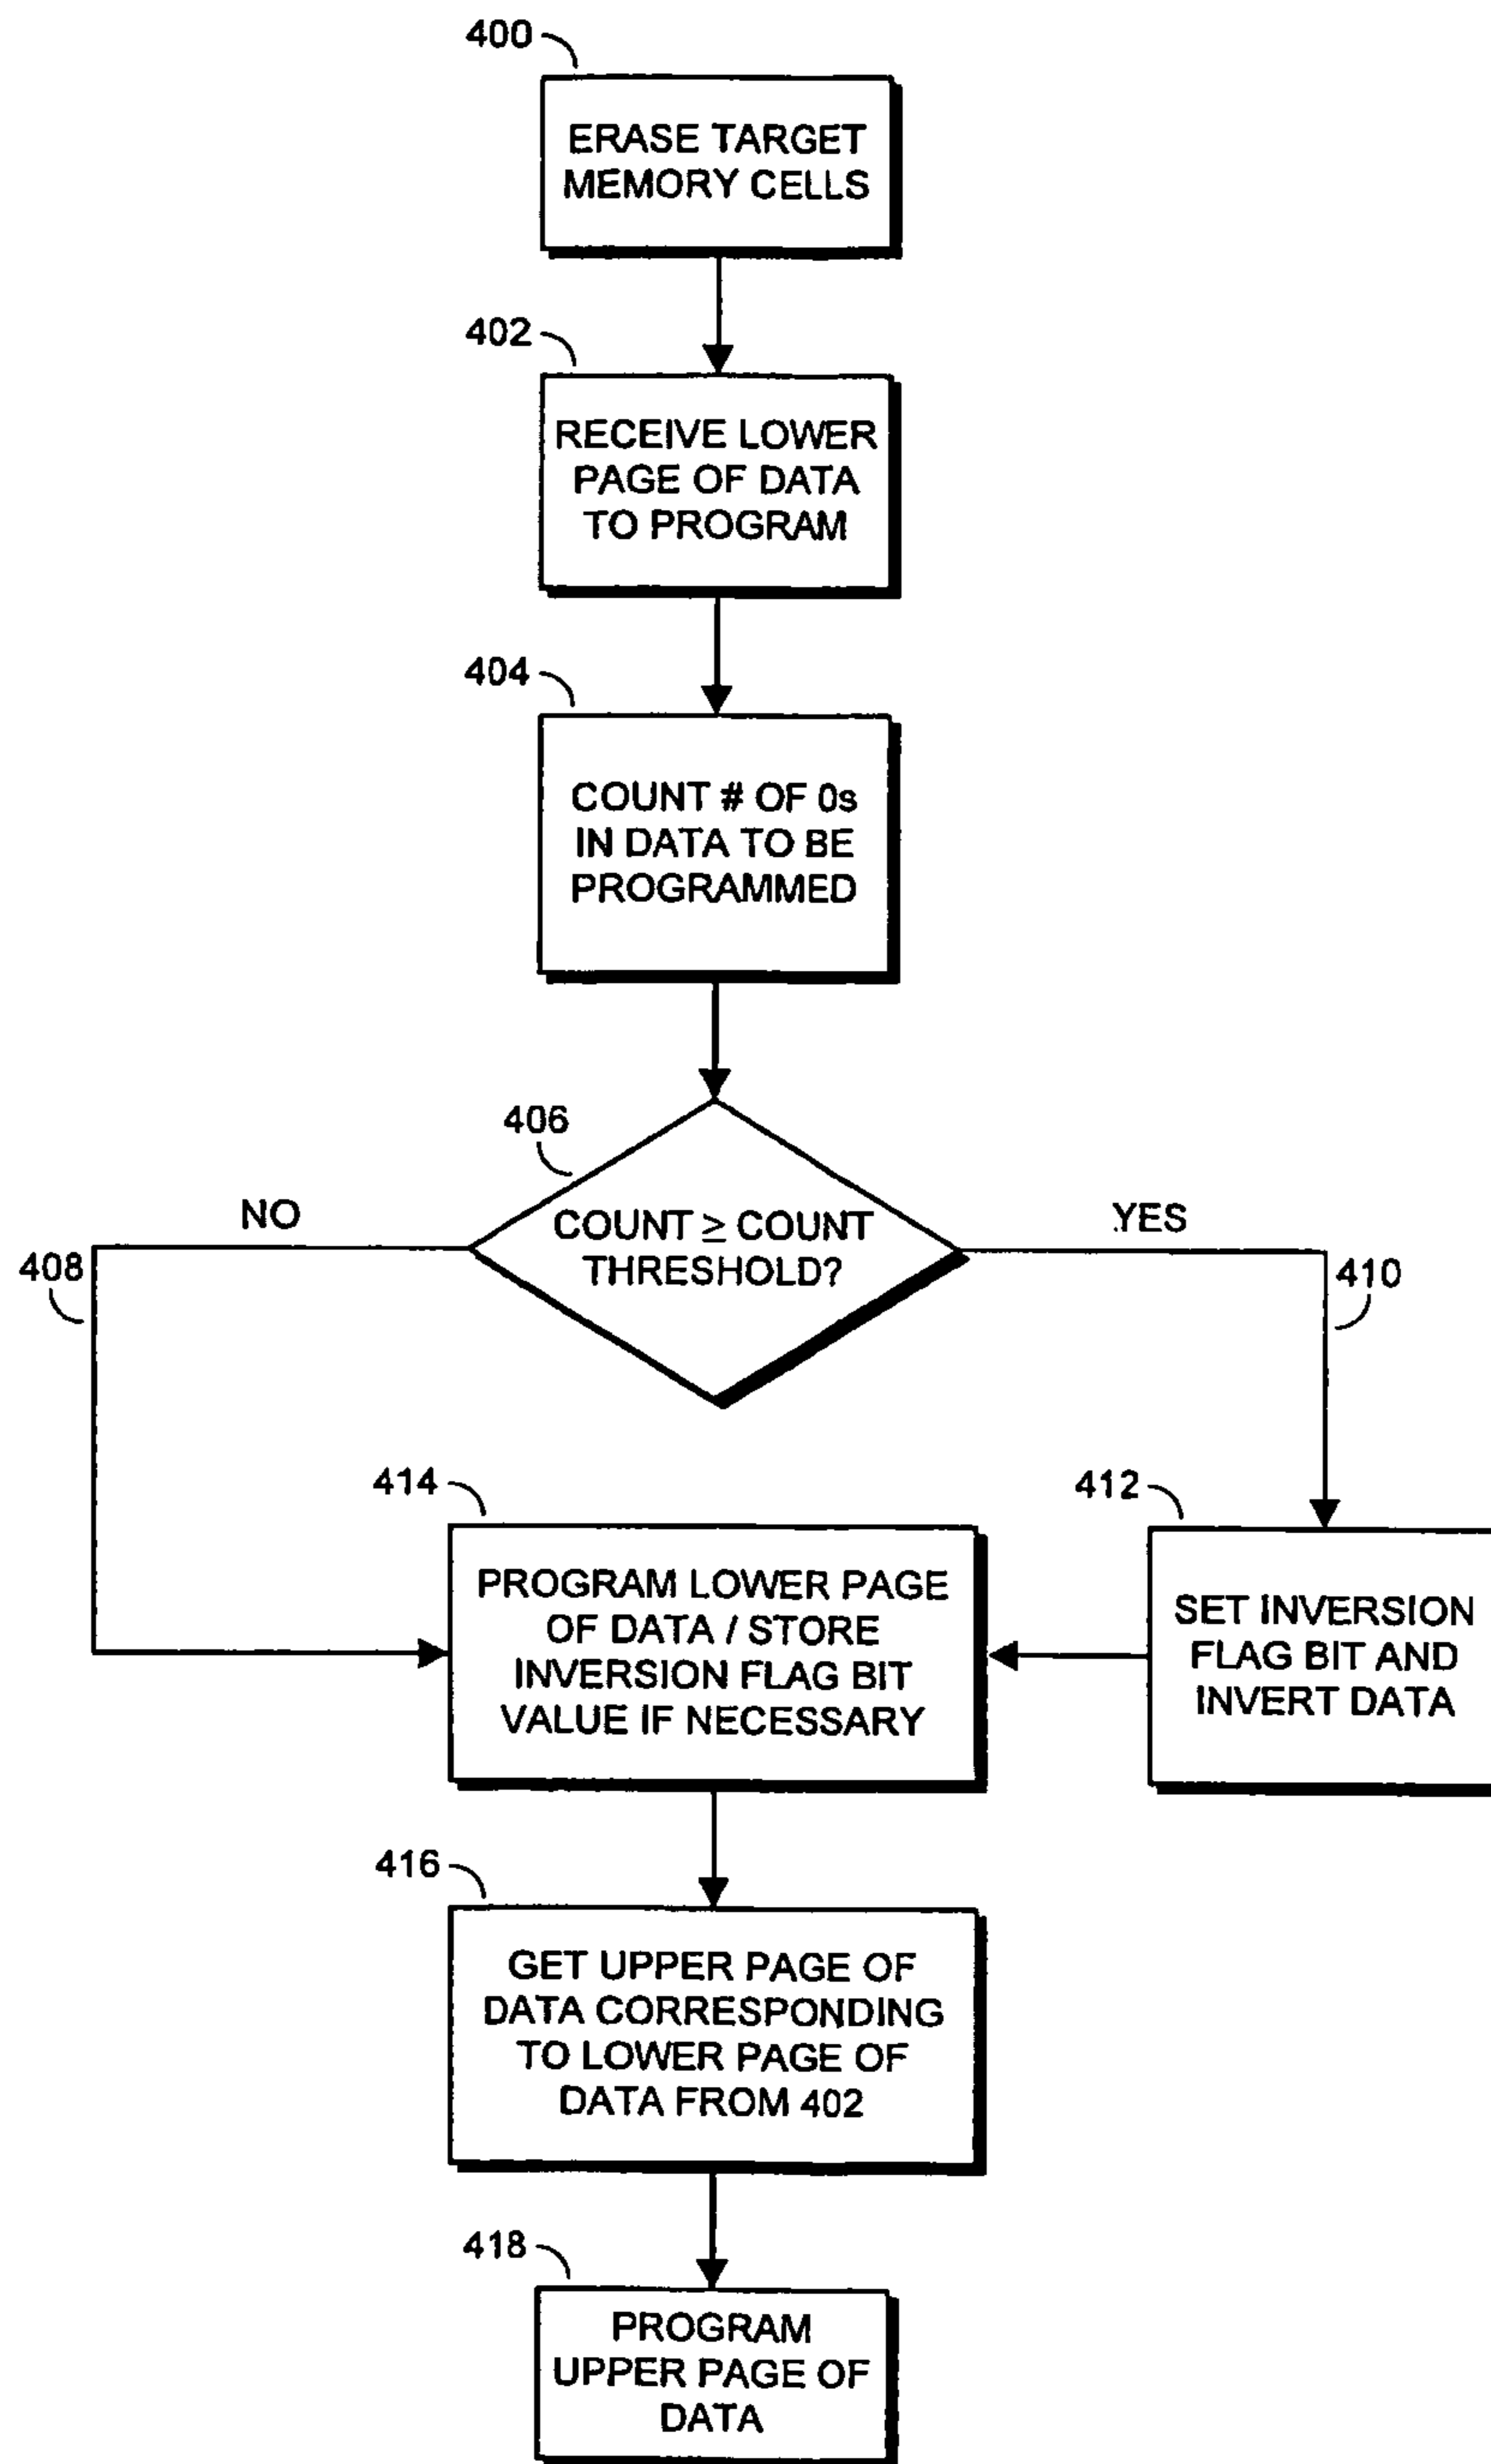 400
ERASE TARGET
MEMORY CELLS
402
RECEIVE LOWER
PAGE OF DATA
TO PROGRAM
404
COUNT # OF 0s
IN DATA TO BE
PROGRAMMED
406
COUNT ≥ COUNT
THRESHOLD?
NO
YES
408
410
414
PROGRAM LOWER PAGE
OF DATA / STORE
INVERSION FLAG BIT
VALUE IF NECESSARY
412
SET INVERSION
FLAG BIT AND
INVERT DATA
416
GET UPPER PAGE OF
DATA CORRESPONDING
TO LOWER PAGE OF
DATA FROM 402
418
PROGRAM
UPPER PAGE OF
DATA